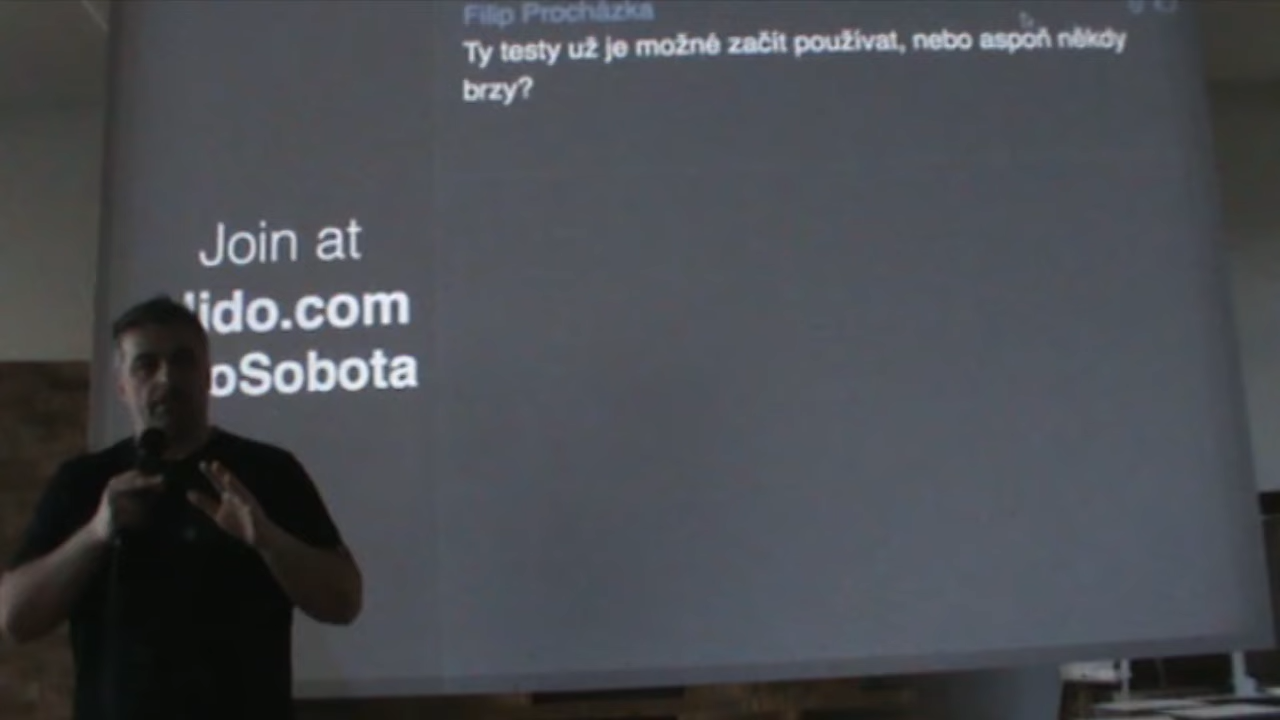 Filip Procházka
Ty testy už je možné začít používat, nebo aspoň někdy
brzy?
Join at
lido.com
oSobota